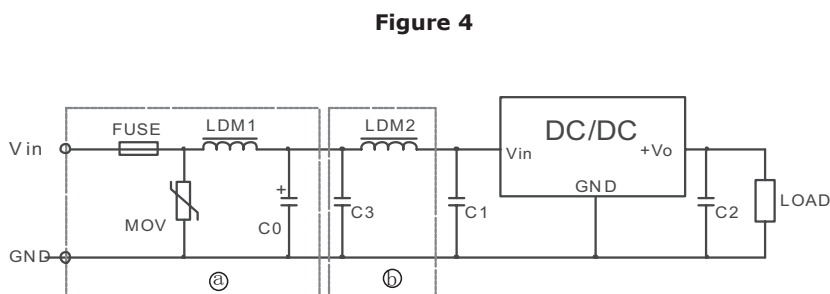 Figure 4
FUSE
LDM1
LDM2
DC/DC
Vin
Vin
+Vo
GND
MOV
+
C0
C3
C1
C2
LOAD
GND
ⓐ
ⓑ